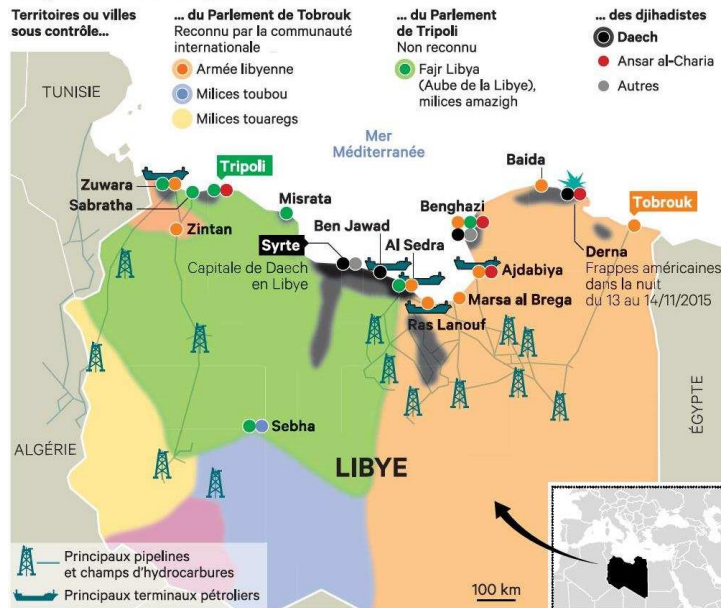 Territoires ou villes
sous contrôle...
... du Parlement de Tobrouk
Reconnu par la communauté
internationale
Armée libyenne
Milices toubou
Milices touaregs
... du Parlement
de Tripoli
Non reconnu
Fajr Libya
(Aube de la Libye),
milices amazigh
... des djihadistes
Daech
Ansar al-Charia
Autres
TUNISIE
Mer
Méditerranée
Tripoli
Zuwara
Sabratha
Zintan
Misrata
Syrte
Capitale de Daech
en Libye
Ben Jawad
Al Sedra
Ras Lanouf
Benghazi
Ajdabiya
Marsa al Brega
Baida
Derna
Frappes américaines
dans la nuit
du 13 au 14/11/2015
Tobrouk
Sebha
ALGÉRIE
LIBYE
ÉGYPTE
Principaux pipelines
et champs d'hydrocarbures
Principaux terminaux pétroliers
100 km